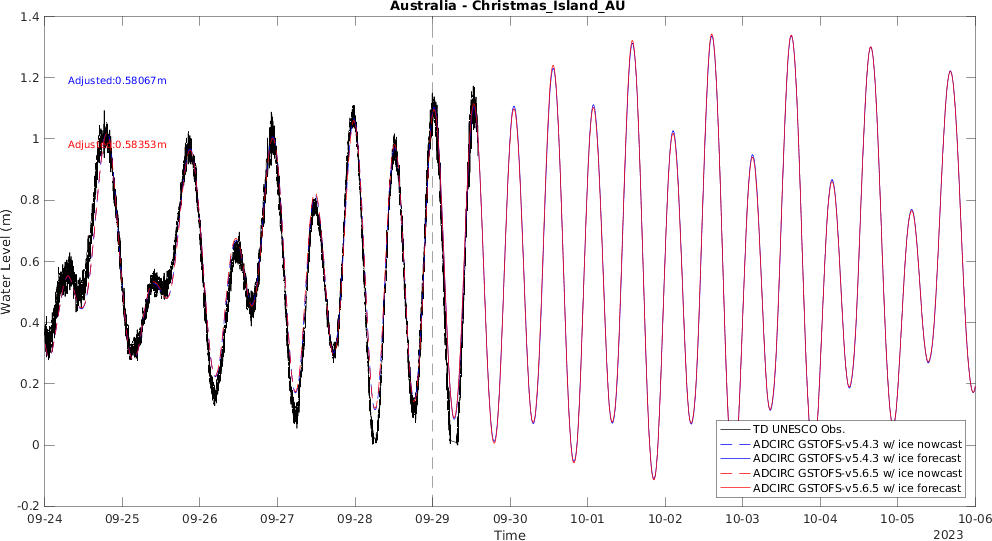 Australia - Christmas_Island_AU
1.4
1.2
1
0.8
0.6
0.4
0.2
0
-0.2
Water Level (m)
Adjusted:0.58067m
Adjusted:0.58353m
TD UNESCO Obs.
ADCIRC GSTOFS-v5.4.3 w/ ice nowcast
ADCIRC GSTOFS-v5.4.3 w/ ice forecast
ADCIRC GSTOFS-v5.6.5 w/ ice nowcast
ADCIRC GSTOFS-v5.6.5 w/ ice forecast
09-24 09-25 09-26 09-27 09-28 09-29 09-30 10-01 10-02 10-03 10-04 10-05 10-06
Time
2023